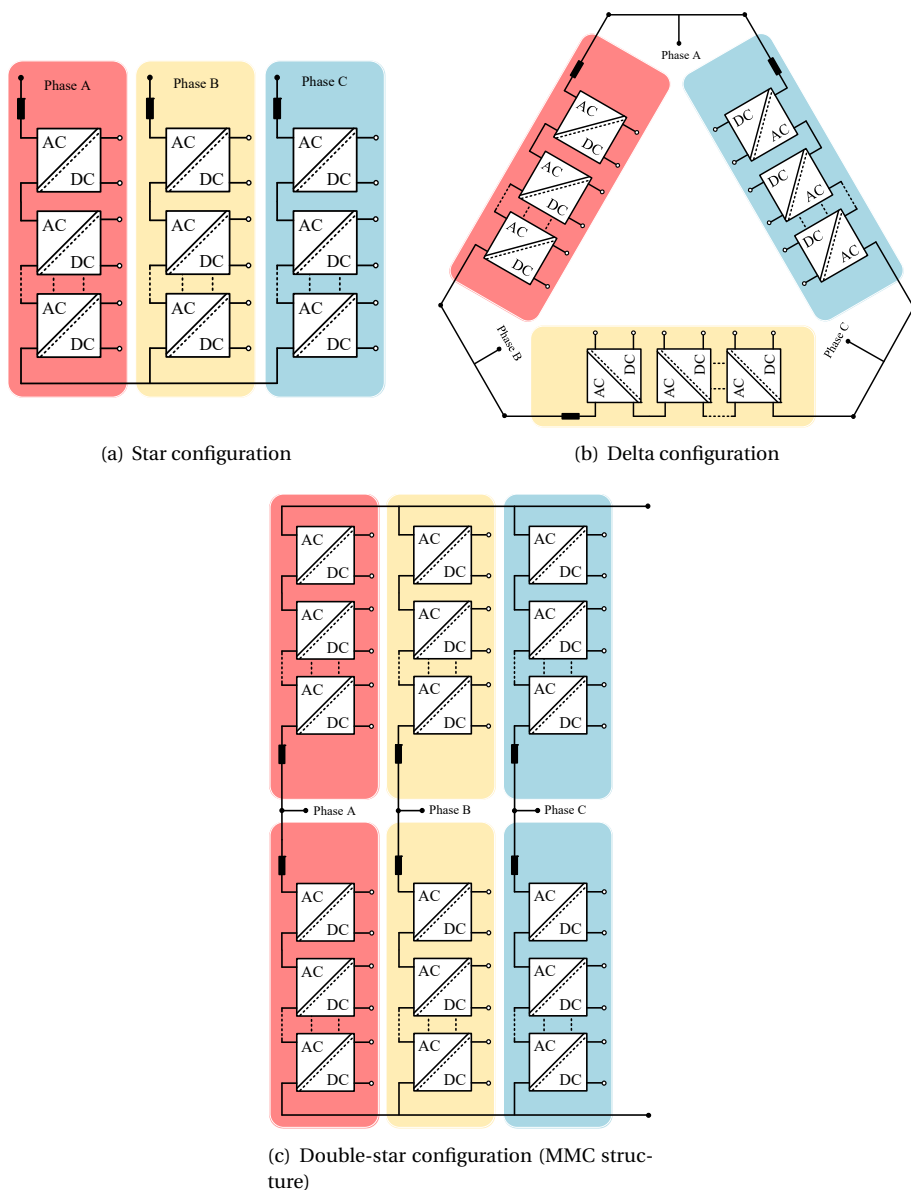 Phase A
Phase B
Phase C
AC
DC
AC
DC
AC
DC
AC
DC
AC
DC
AC
DC
AC
DC
AC
DC
AC
DC
(a) Star configuration
Phase A
AC
DC
AC
DC
AC
DC
DC
AC
DC
AC
DC
AC
Phase B
Phase C
AC
DC
AC
DC
AC
DC
(b) Delta configuration
AC
DC
AC
DC
AC
DC
AC
DC
AC
DC
AC
DC
AC
DC
AC
DC
AC
DC
Phase A
Phase B
Phase C
AC
DC
AC
DC
AC
DC
AC
DC
AC
DC
AC
DC
AC
DC
AC
DC
AC
DC
(c) Double-star configuration (MMC struc-
ture)